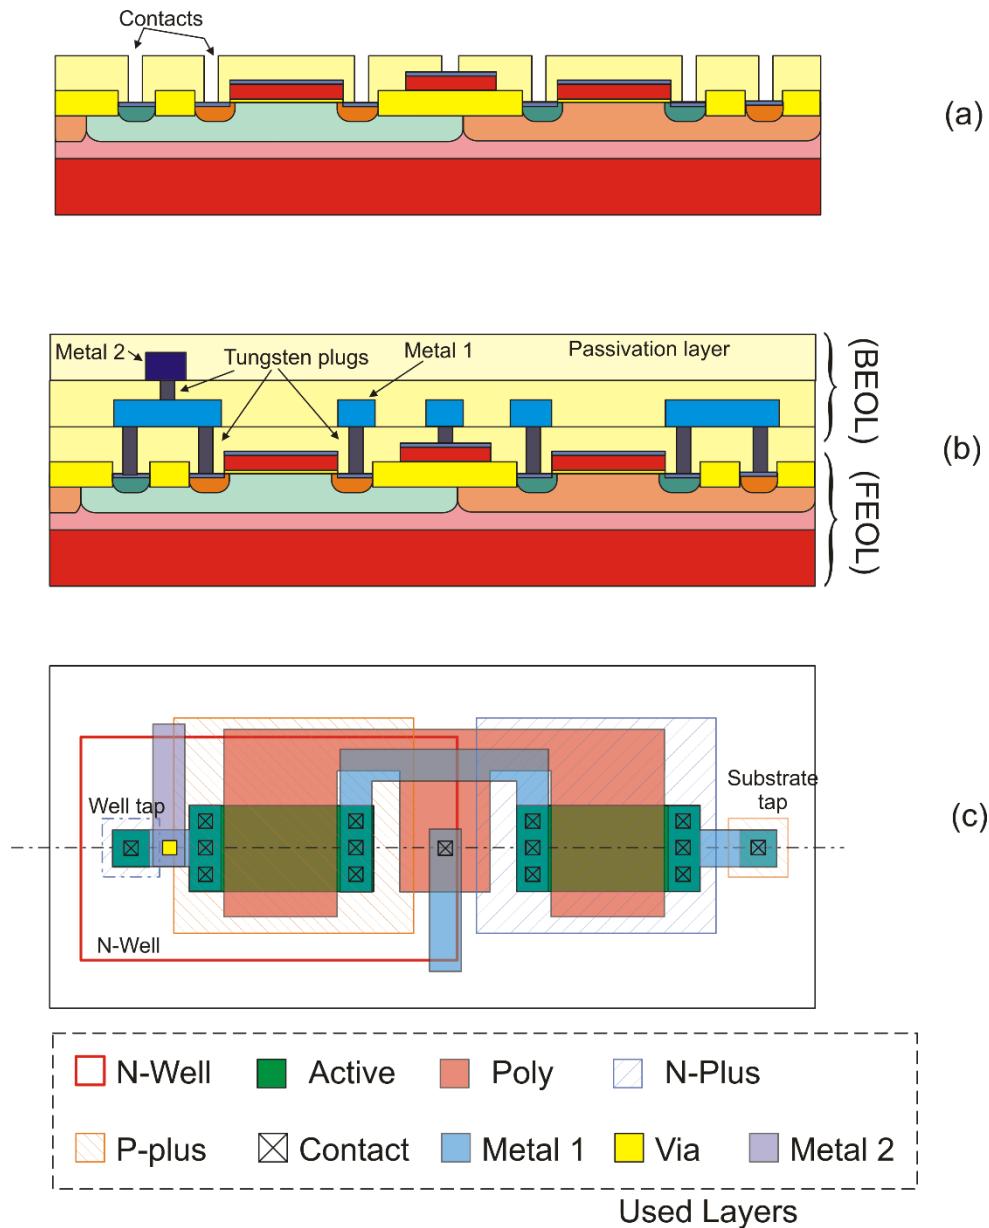 Contacts
(a)
Metal 2
Tungsten plugs
Metal 1
Passivation layer
(BEOL)
(b)
(FEOL)
Well tap
Substrate
tap
(c)
N-Well
N-Well
Active
Poly
N-Plus
P-plus
Contact
Metal 1
Via
Metal 2
Used Layers